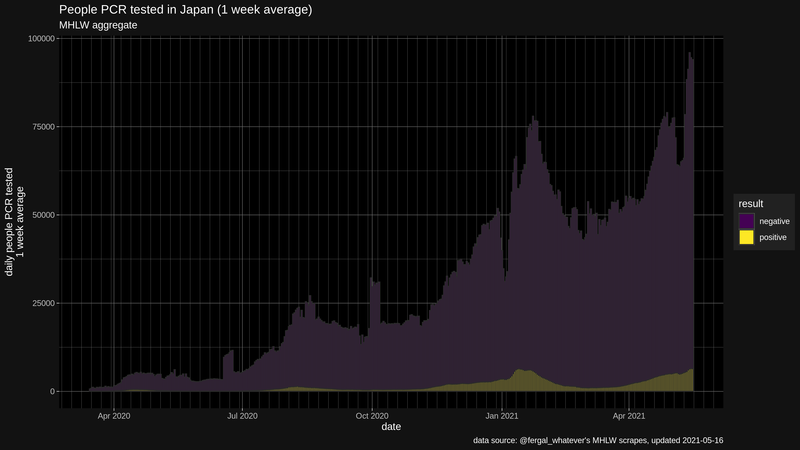 People PCR tested in Japan (1 week average)
MHLW aggregate
daily people PCR tested
1 week average
100000
75000
50000
25000
0
Apr 2020
Jul 2020
Oct 2020
Jan 2021
Apr 2021
date
result
negative
positive
data source: @fergal_whatever's MHLW scrapes, updated 2021-05-16